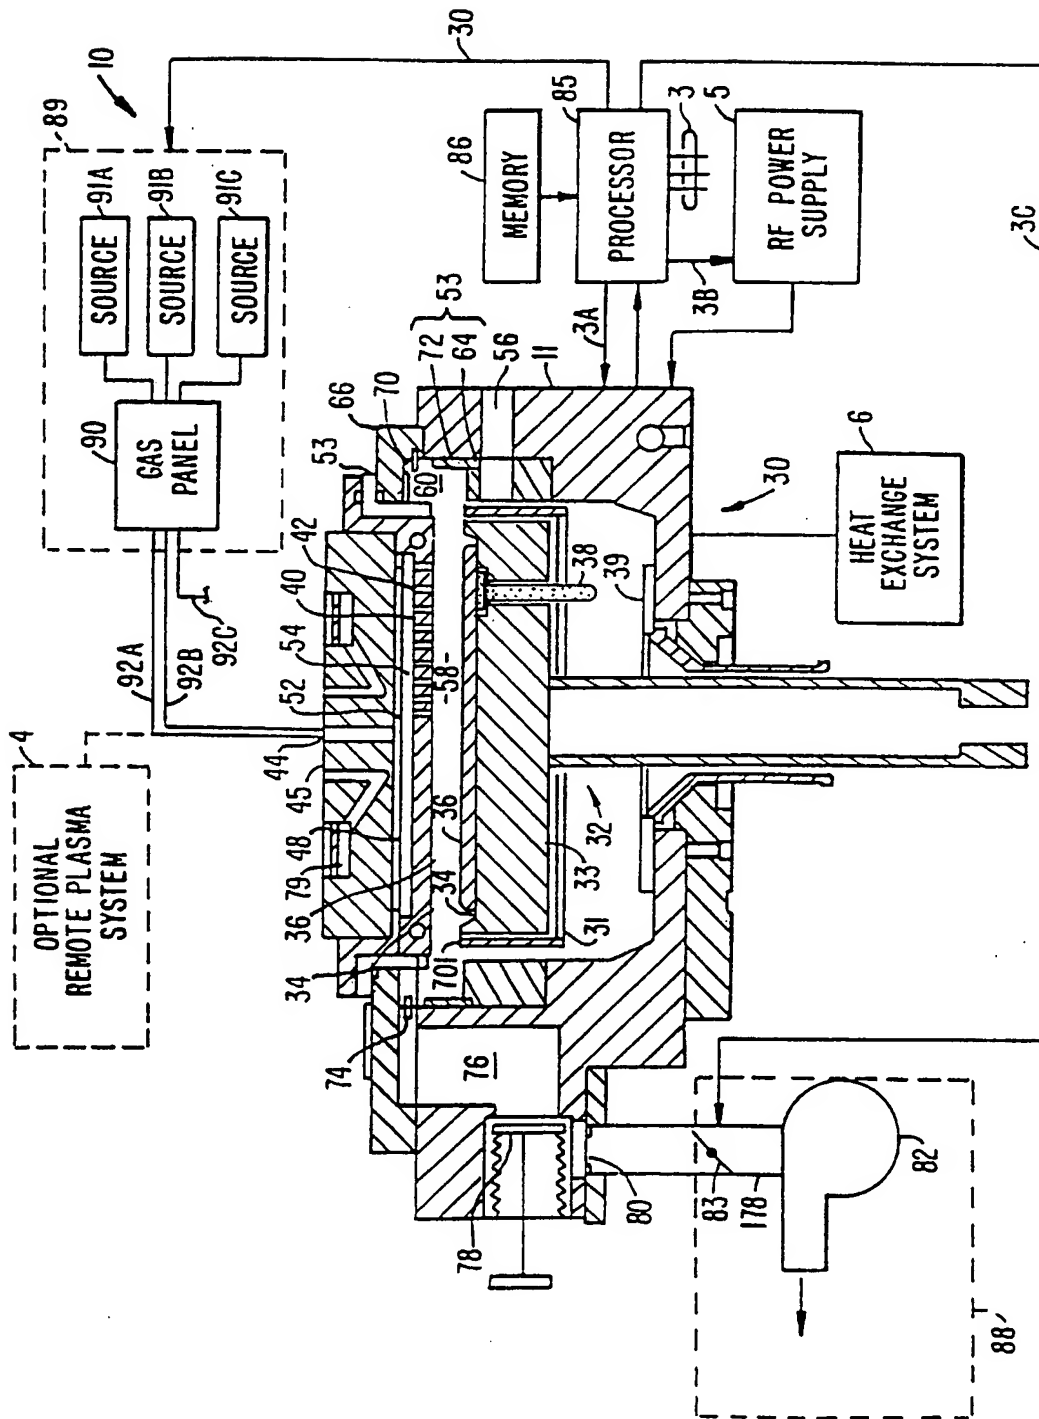 10
89
SOURCE
91A
SOURCE
91B
SOURCE
91C
90
GAS
PANEL
30
92A
92B
92C
4
OPTIONAL
REMOTE PLASMA
SYSTEM
86
MEMORY
85
PROCESSOR
3
5
RF POWER
SUPPLY
3A
3B
3C
53
72
64
56
11
66
70
53
60
42
40
54
52
44
45
48
79
36
34
58
36
34
701
31
33
32
38
39
30
6
HEAT
EXCHANGE
SYSTEM
74
76
78
80
83
178
82
88